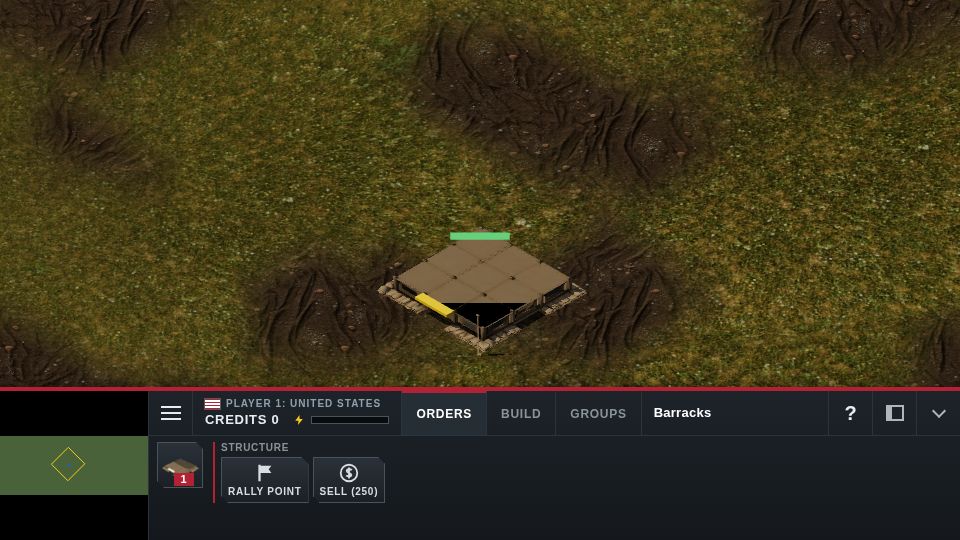 PLAYER 1: UNITED STATES
CREDITS 0
ORDERS
BUILD
GROUPS
Barracks
?
1
STRUCTURE
RALLY POINT
SELL (250)